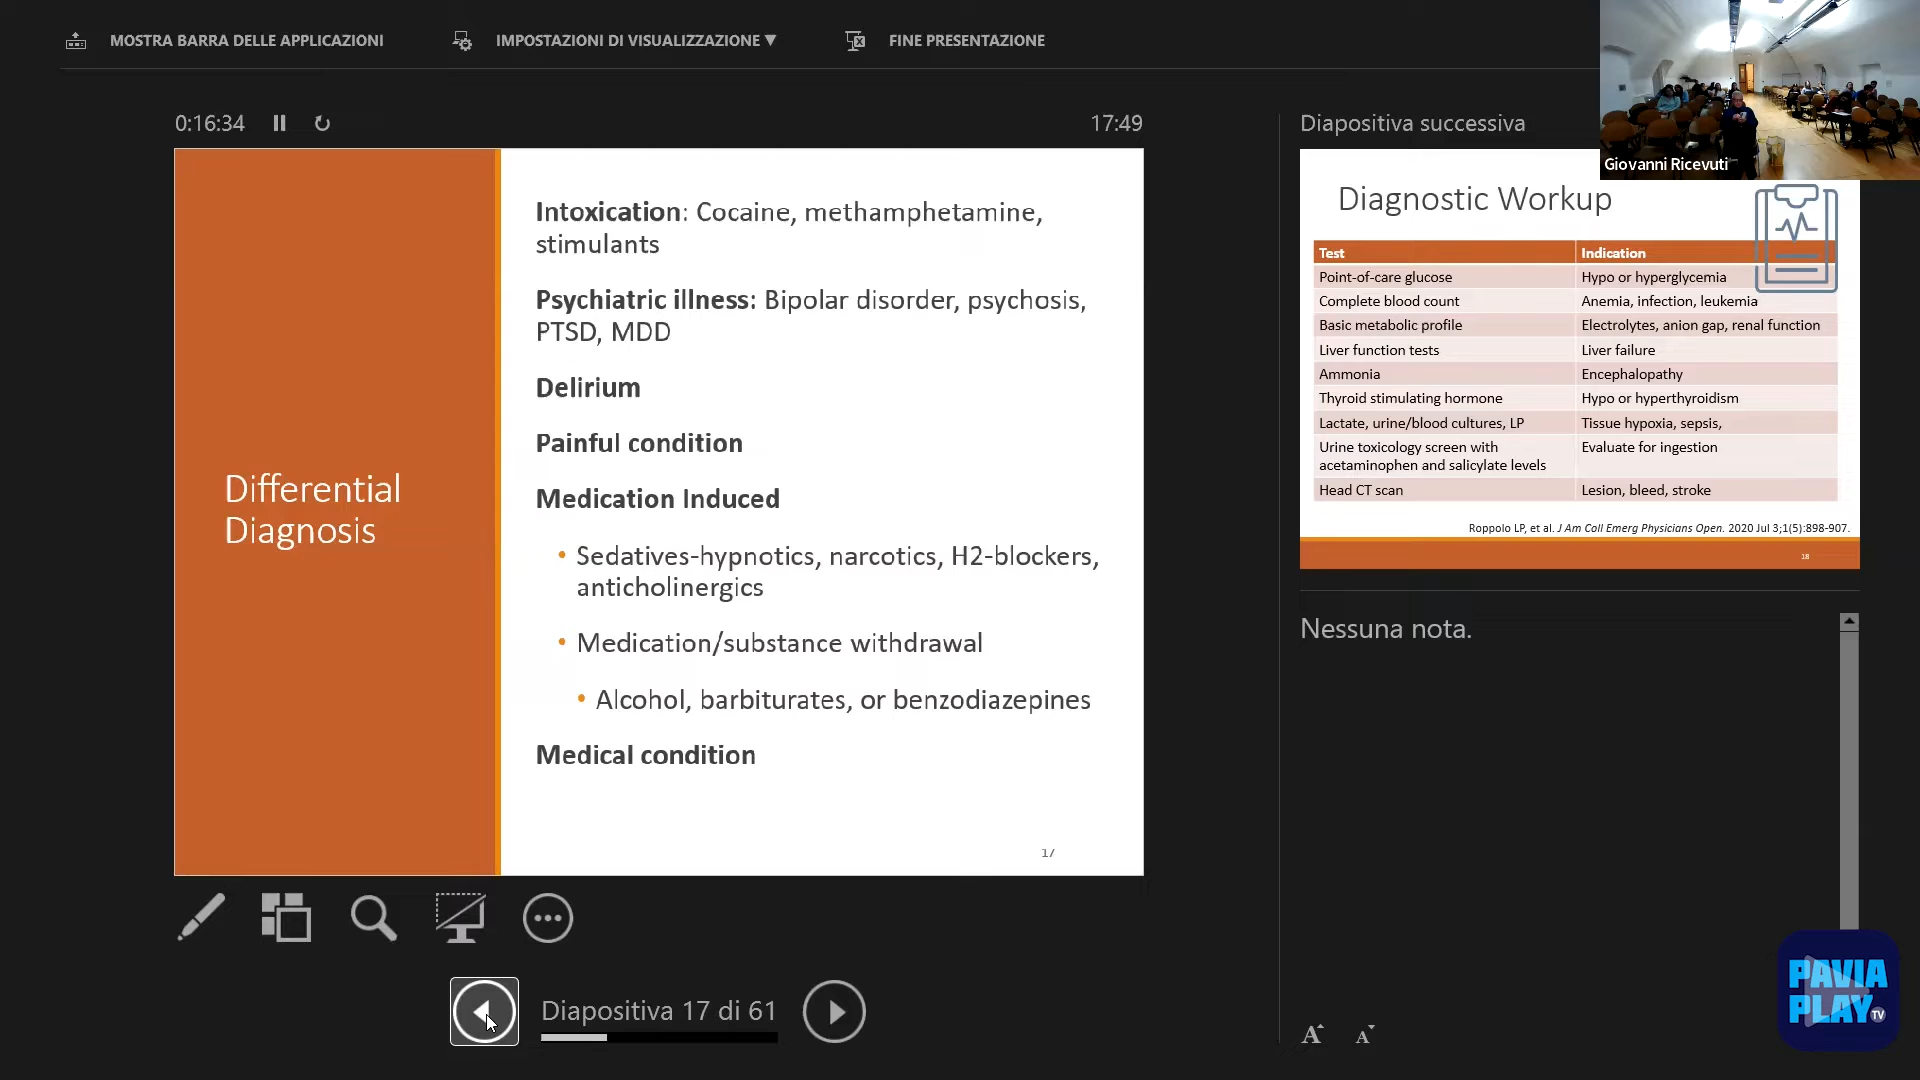 MOSTRA BARRA DELLE APPLICAZIONI
IMPOSTAZIONI DI VISUALIZZAZIONE ▼
FINE PRESENTAZIONE
0:16:34
17:49
Differential
Diagnosis
Intoxication: Cocaine, methamphetamine,
stimulants
Psychiatric illness: Bipolar disorder, psychosis,
PTSD, MDD
Delirium
Painful condition
Medication Induced
• Sedatives-hypnotics, narcotics, H2-blockers,
anticholinergics
• Medication/substance withdrawal
• Alcohol, barbiturates, or benzodiazepines
Medical condition
17
Diapositiva 17 di 61
Diapositiva successiva
Giovanni Ricevuti
Diagnostic Workup
Test Indication
Point-of-care glucose Hypo or hyperglycemia
Complete blood count Anemia, infection, leukemia
Basic metabolic profile Electrolytes, anion gap, renal function
Liver function tests Liver failure
Ammonia Encephalopathy
Thyroid stimulating hormone Hypo or hyperthyroidism
Lactate, urine/blood cultures, LP Tissue hypoxia, sepsis,
Urine toxicology screen with Evaluate for ingestion
acetaminophen and salicylate levels
Head CT scan Lesion, bleed, stroke
Roppolo LP, et al. J Am Coll Emerg Physicians Open. 2020 Jul 3;1(5):898-907.
18
Nessuna nota.
A A
PAVIA
PLAY TV